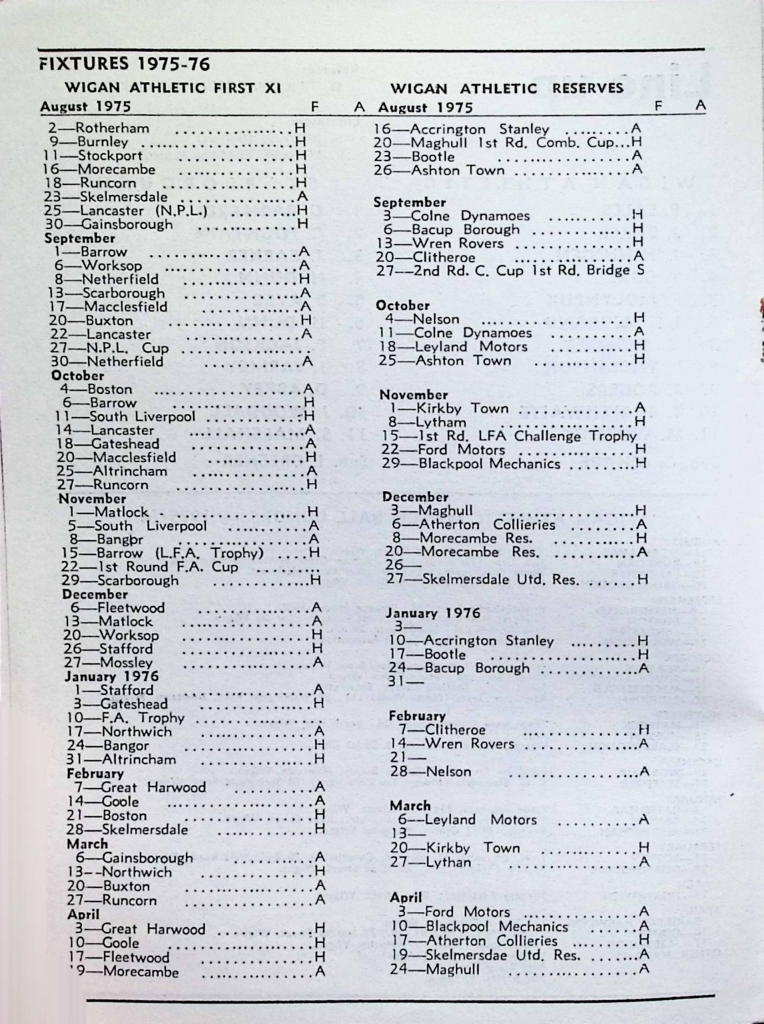 FIXTURES 1975-76
WIGAN ATHLETIC FIRST XI
August 1975 F A
2—Rotherham ................H
9—Burnley ..................H
11—Stockport ...............H
16—Morecambe ...............H
18—Runcorn .................H
23—Skelmersdale ............A
25—Lancaster (N.P.L.) ......H
30—Gainsborough ............H
September
1—Barrow ...................A
6—Worksop ..................A
8—Netherfield ..............H
13—Scarborough .............A
17—Macclesfield ............A
20—Buxton ..................H
22—Lancaster ...............A
27—N.P.L. Cup ..............
30—Netherfield .............A
October
4—Boston ...................A
6—Barrow ...................H
11—South Liverpool .........H
14—Lancaster ...............A
18—Gateshead ...............A
20—Macclesfield ............H
25—Altrincham ..............A
27—Runcorn .................H
November
1—Matlock ..................H
5—South Liverpool ..........A
8—Bangor ...................A
15—Barrow (L.F.A. Trophy) ....H
22—1st Round F.A. Cup ........
29—Scarborough .............H
December
6—Fleetwood ................A
13—Matlock .................A
20—Worksop .................H
26—Stafford ................H
27—Mossley .................A
January 1976
1—Stafford .................A
3—Gateshead ................H
10—F.A. Trophy .............
17—Northwich ...............A
24—Bangor ..................H
31—Altrincham ..............H
February
7—Great Harwood ............A
14—Goole ...................A
21—Boston ..................H
28—Skelmersdale ............H
March
6—Gainsborough .............A
13--Northwich ...............H
20—Buxton ..................A
27—Runcorn .................A
April
3—Great Harwood ............H
10—Goole ...................H
17—Fleetwood ...............H
'9—Morecambe ...............A
WIGAN ATHLETIC RESERVES
August 1975 F A
16—Accrington Stanley .........A
20—Maghull 1st Rd. Comb. Cup...H
23—Bootle ..................A
26—Ashton Town .............A
September
3—Colne Dynamoes ...........H
6—Bacup Borough ............H
13—Wren Rovers .............H
20—Clitheroe ...............A
27—2nd Rd. C. Cup 1st Rd. Bridge S
October
4—Nelson ...................H
11—Colne Dynamoes ..........A
18—Leyland Motors ..........H
25—Ashton Town .............H
November
1—Kirkby Town ..............A
8—Lytham ...................H
15—1st Rd. LFA Challenge Trophy
22—Ford Motors .............H
29—Blackpool Mechanics .........H
December
3—Maghull ..................H
6—Atherton Collieries ......A
8—Morecambe Res. ...........H
20—Morecambe Res. ..........A
26—
27—Skelmersdale Utd. Res. .......H
January 1976
3—
10—Accrington Stanley .........H
17—Bootle ..................H
24—Bacup Borough ...........A
31—
February
7—Clitheroe ................H
14—Wren Rovers .............A
21—
28—Nelson ..................A
March
6—Leyland Motors ...........A
13—
20—Kirkby Town .............H
27—Lythan ..................A
April
3—Ford Motors ..............A
10—Blackpool Mechanics ........A
17—Atherton Collieries ........H
19—Skelmersdae Utd. Res. .......A
24—Maghull .................A